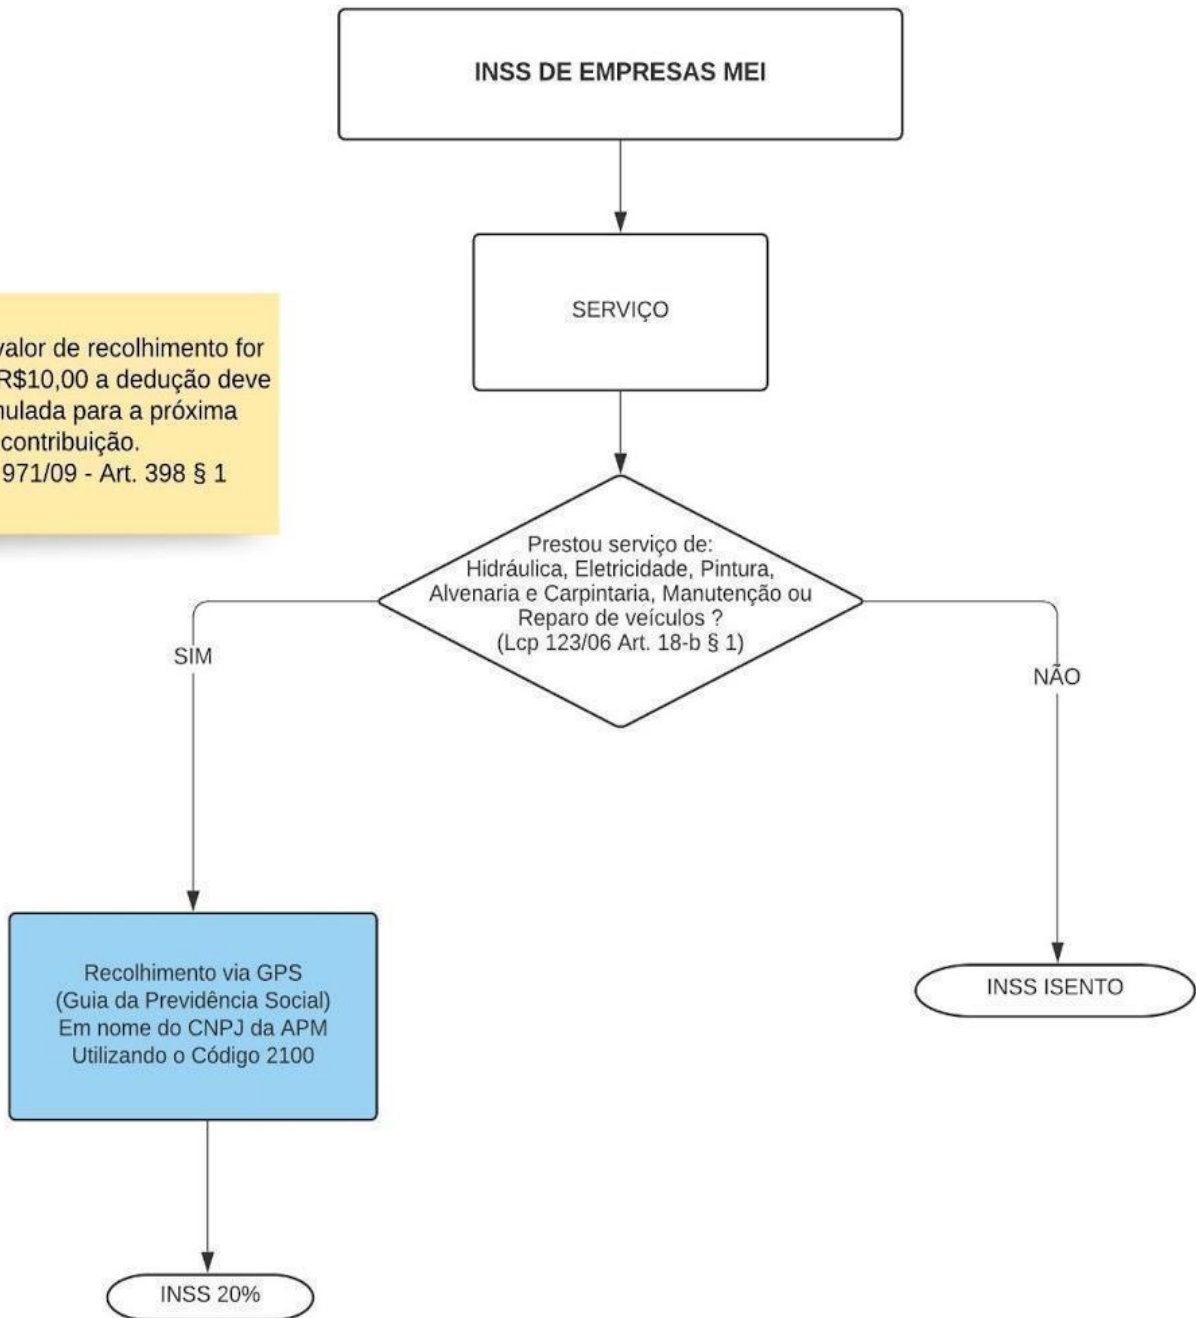 INSS DE EMPRESAS MEI
SERVIÇO
valor de recolhimento for
R$10,00 a dedução deve
mulada para a próxima
contribuição.
971/09 - Art. 398 § 1
Prestou serviço de:
Hidráulica, Eletricidade, Pintura,
Alvenaria e Carpintaria, Manutenção ou
Reparo de veículos ?
(Lcp 123/06 Art. 18-b § 1)
SIM
NÃO
Recolhimento via GPS
(Guia da Previdência Social)
Em nome do CNPJ da APM
Utilizando o Código 2100
INSS ISENTO
INSS 20%